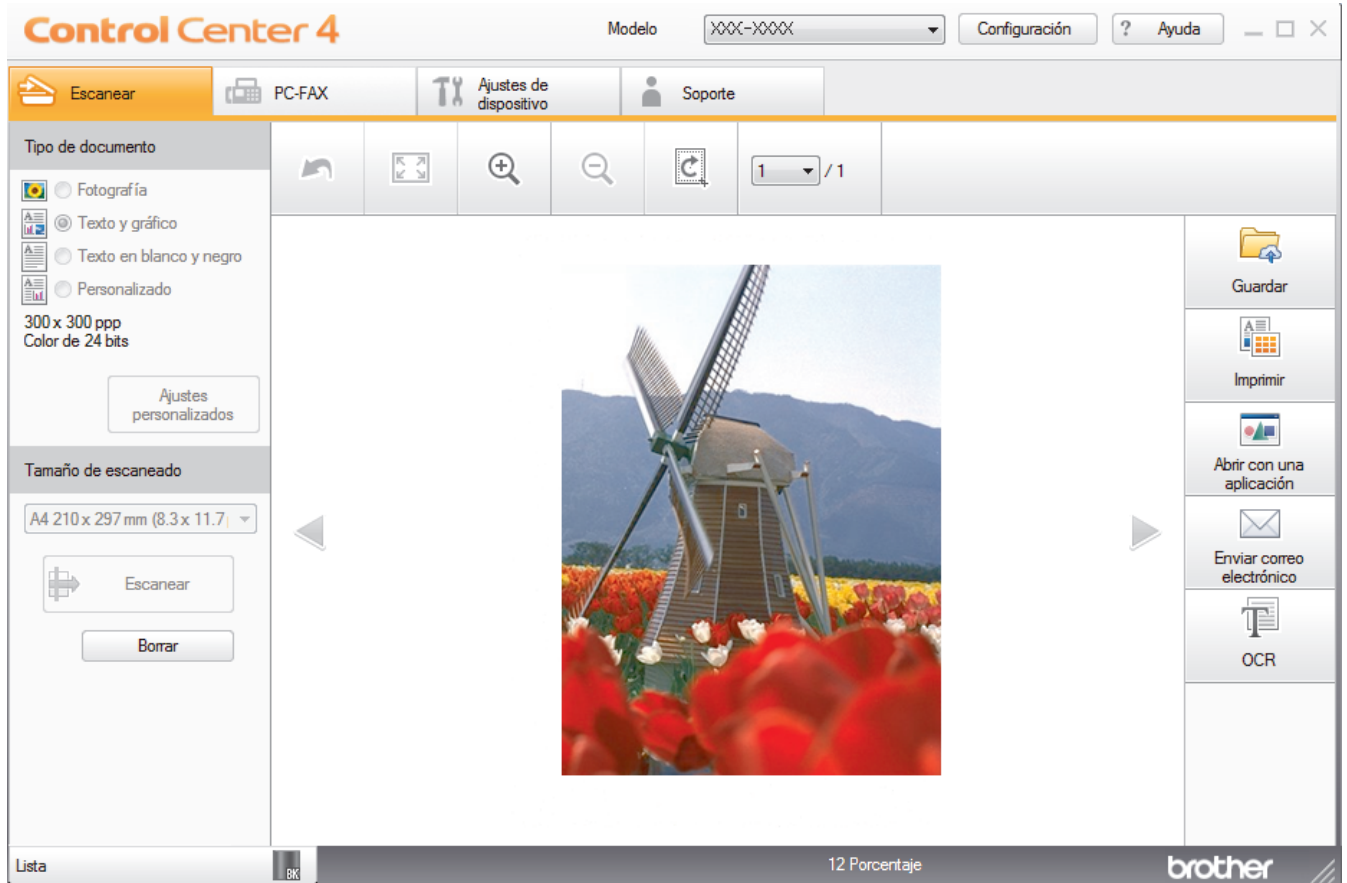 Control Center 4
Modelo
XXX-XXXX
Configuración
? Ayuda
Escanear
PC-FAX
Ajustes de
dispositivo
Soporte
Tipo de documento
Fotografía
Texto y gráfico
Texto en blanco y negro
Personalizado
300 x 300 ppp
Color de 24 bits
Ajustes
personalizados
Tamaño de escaneado
A4 210 x 297 mm (8.3 x 11.7
Escanear
Borrar
1 / 1
Guardar
Imprimir
Abrir con una
aplicación
Enviar correo
electrónico
OCR
Lista
BK
12 Porcentaje
brother